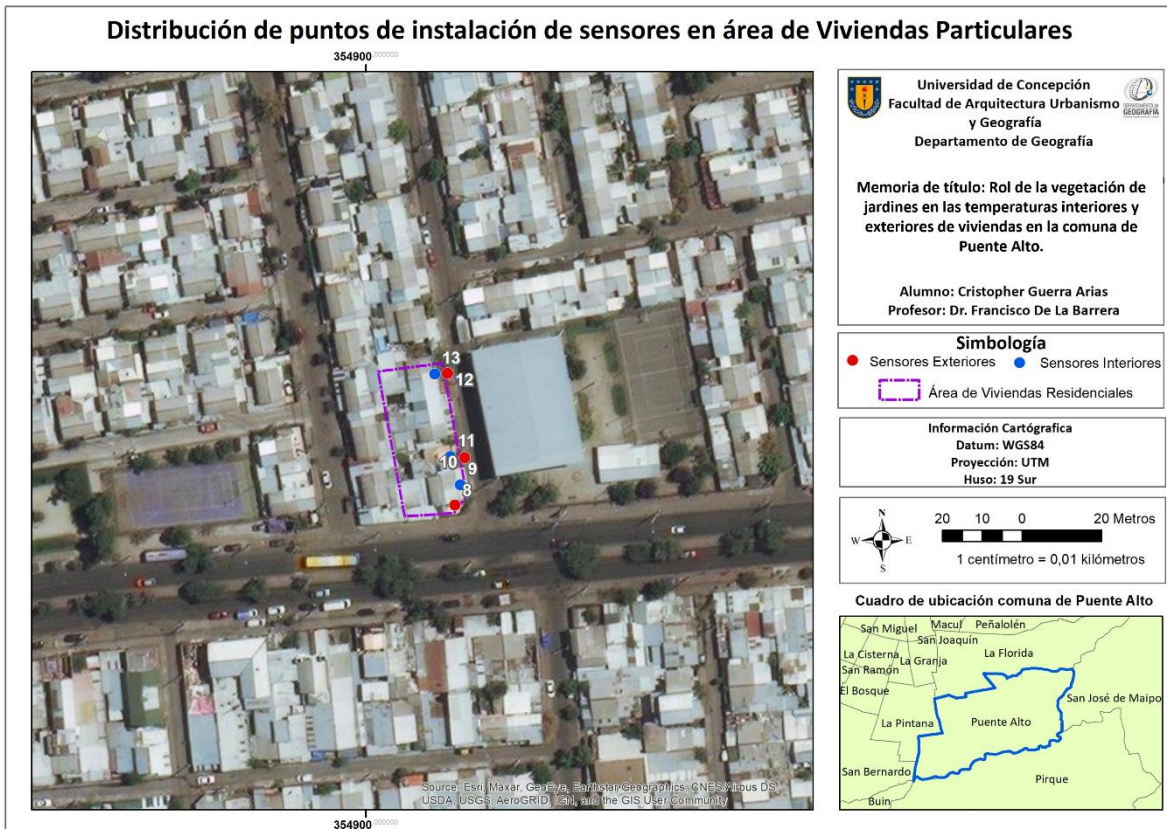 Distribución de puntos de instalación de sensores en área de Viviendas Particulares
354900,000000
13
12
11
10
9
8
Source: Esri, Maxar, GeoEye, Earthstar Geographics, CNES/Airbus DS,
USDA, USGS, AeroGRID, IGN, and the GIS User Community
354900,000000
Universidad de Concepción
Facultad de Arquitectura Urbanismo
y Geografía
Departamento de Geografía
DEPARTAMENTO de
GEOGRAFÍA
Memoria de título: Rol de la vegetación de
jardines en las temperaturas interiores y
exteriores de viviendas en la comuna de
Puente Alto.
Alumno: Cristopher Guerra Arias
Profesor: Dr. Francisco De La Barrera
Simbología
Sensores Exteriores
Sensores Interiores
Área de Viviendas Residenciales
Información Cartógrafica
Datum: WGS84
Proyección: UTM
Huso: 19 Sur
N
W
E
S
20 10 0 20 Metros
1 centímetro = 0,01 kilómetros
Cuadro de ubicación comuna de Puente Alto
San Miguel
Macul
Peñalolén
San Joaquín
La Cisterna
La Florida
La Granja
San Ramón
El Bosque
San José de Maipo
La Pintana
Puente Alto
San Bernardo
Pirque
Buin